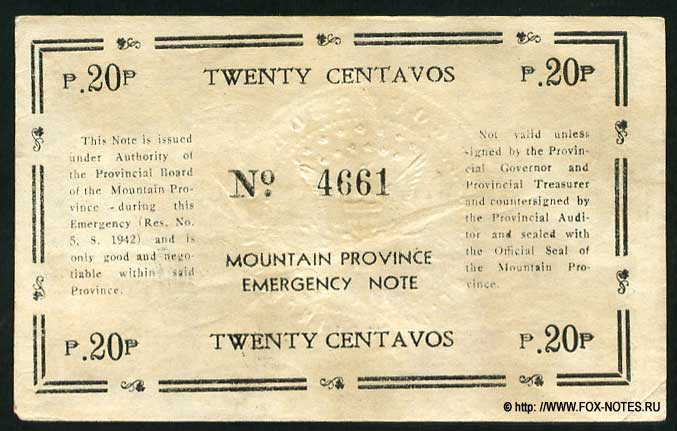 ₱.20₱ TWENTY CENTAVOS ₱.20₱
This Note is issued
under Authority of
the Provincial Board
of the Mountain Pro-
vince during this
Emergency (Res. No.
5, S. 1942) and is
only good and nego-
tiable within said
Province.
No. 4661
MOUNTAIN PROVINCE
EMERGENCY NOTE
Not valid unless
signed by the Provin-
cial Governor and
Provincial Treasurer
and countersigned by
the Provincial Audi-
tor and sealed with
the Official Seal of
the Mountain Pro-
vince.
₱.20₱ TWENTY CENTAVOS ₱.20₱
© http://WWW.FOX-NOTES.RU